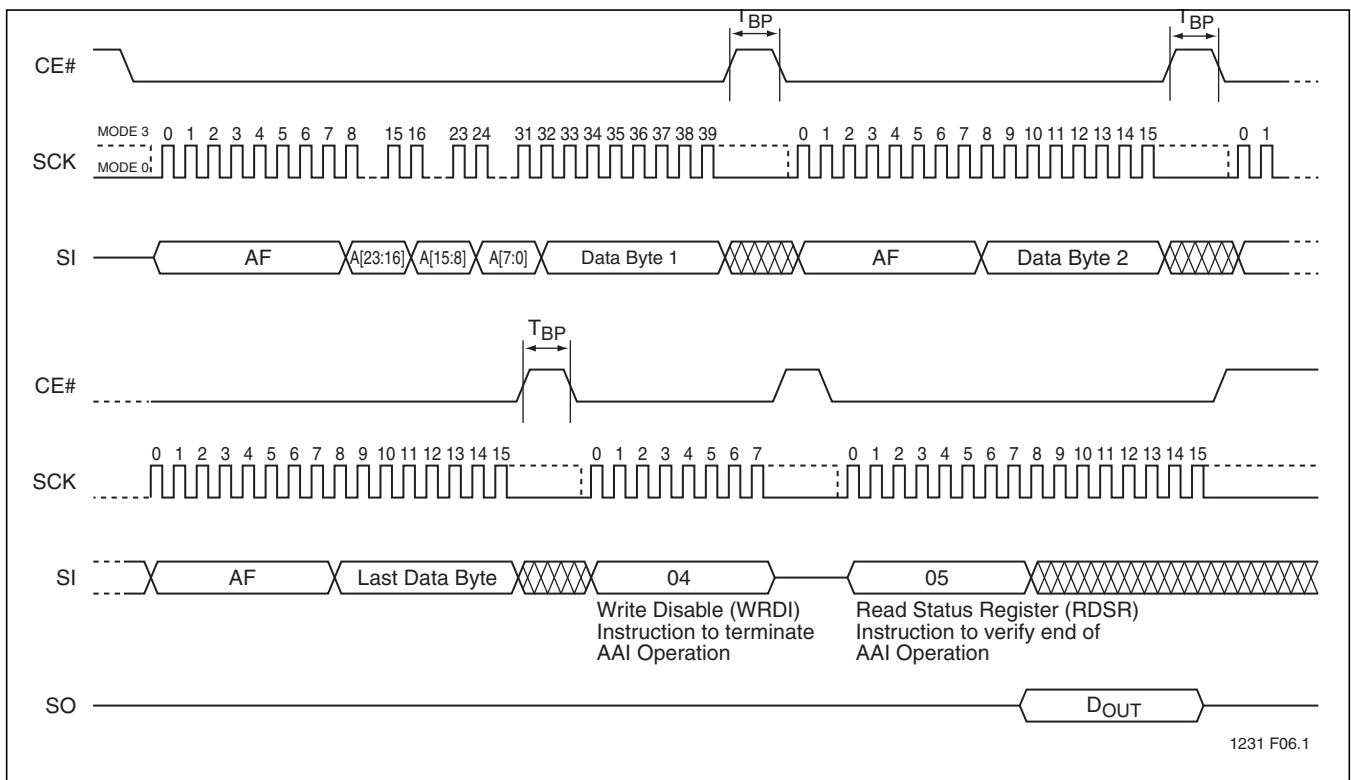 T BP T BP
CE#
MODE 3 0 1 2 3 4 5 6 7 8 15 16 23 24 31 32 33 34 35 36 37 38 39 0 1 2 3 4 5 6 7 8 9 10 11 12 13 14 15 0 1
SCK
MODE 0
SI AF A[23:16] A[15:8] A[7:0] Data Byte 1 AF Data Byte 2
TBP
CE#
0 1 2 3 4 5 6 7 8 9 10 11 12 13 14 15 0 1 2 3 4 5 6 7 0 1 2 3 4 5 6 7 8 9 10 11 12 13 14 15
SCK
SI AF Last Data Byte 04 05
Write Disable (WRDI)
Instruction to terminate
AAI Operation
Read Status Register (RDSR)
Instruction to verify end of
AAI Operation
SO DOUT
1231 F06.1